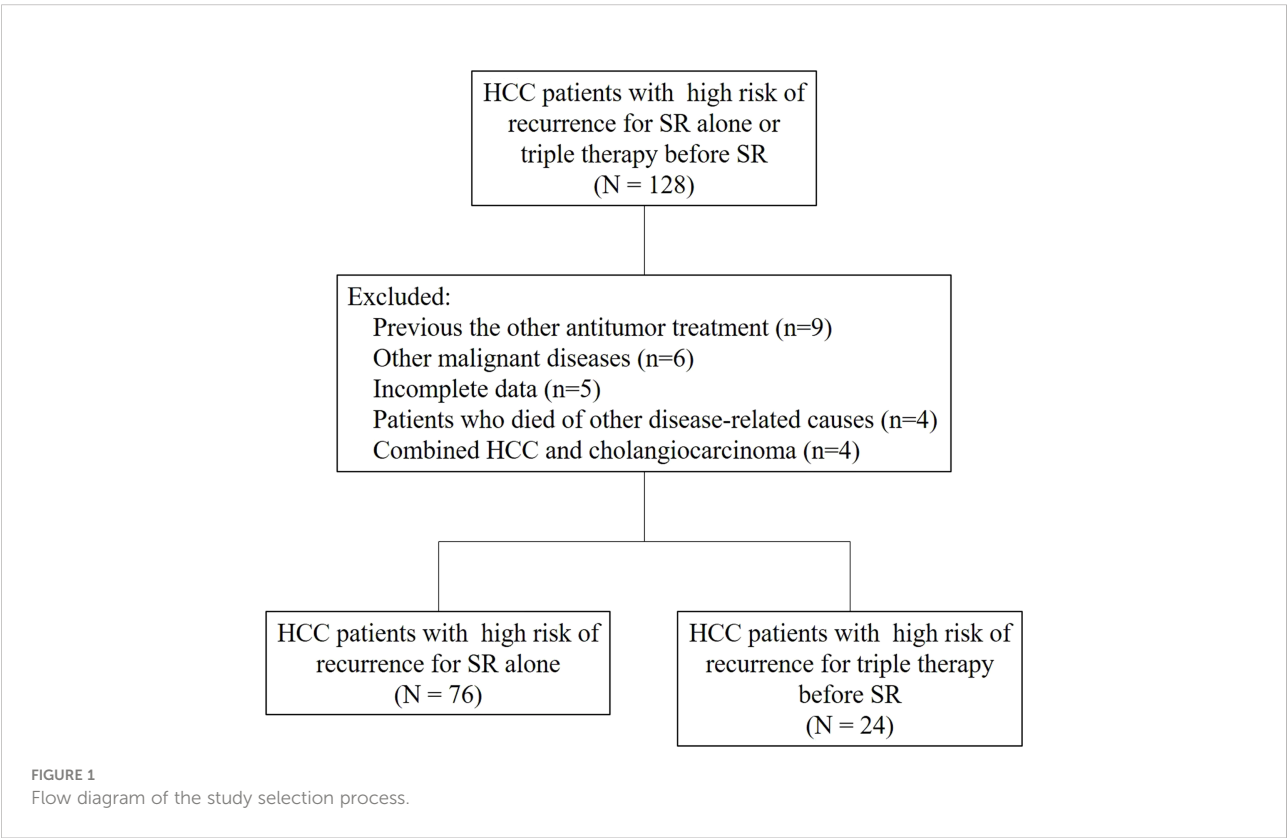 HCC patients with  high risk of
recurrence for SR alone or
triple therapy before SR
(N = 128)
Excluded:
Previous the other antitumor treatment (n=9)
Other malignant diseases (n=6)
Incomplete data (n=5)
Patients who died of other disease-related causes (n=4)
Combined HCC and cholangiocarcinoma (n=4)
HCC patients with  high risk of
recurrence for SR alone
(N = 76)
HCC patients with  high risk of
recurrence for triple therapy
before SR
(N = 24)
FIGURE 1
Flow diagram of the study selection process.